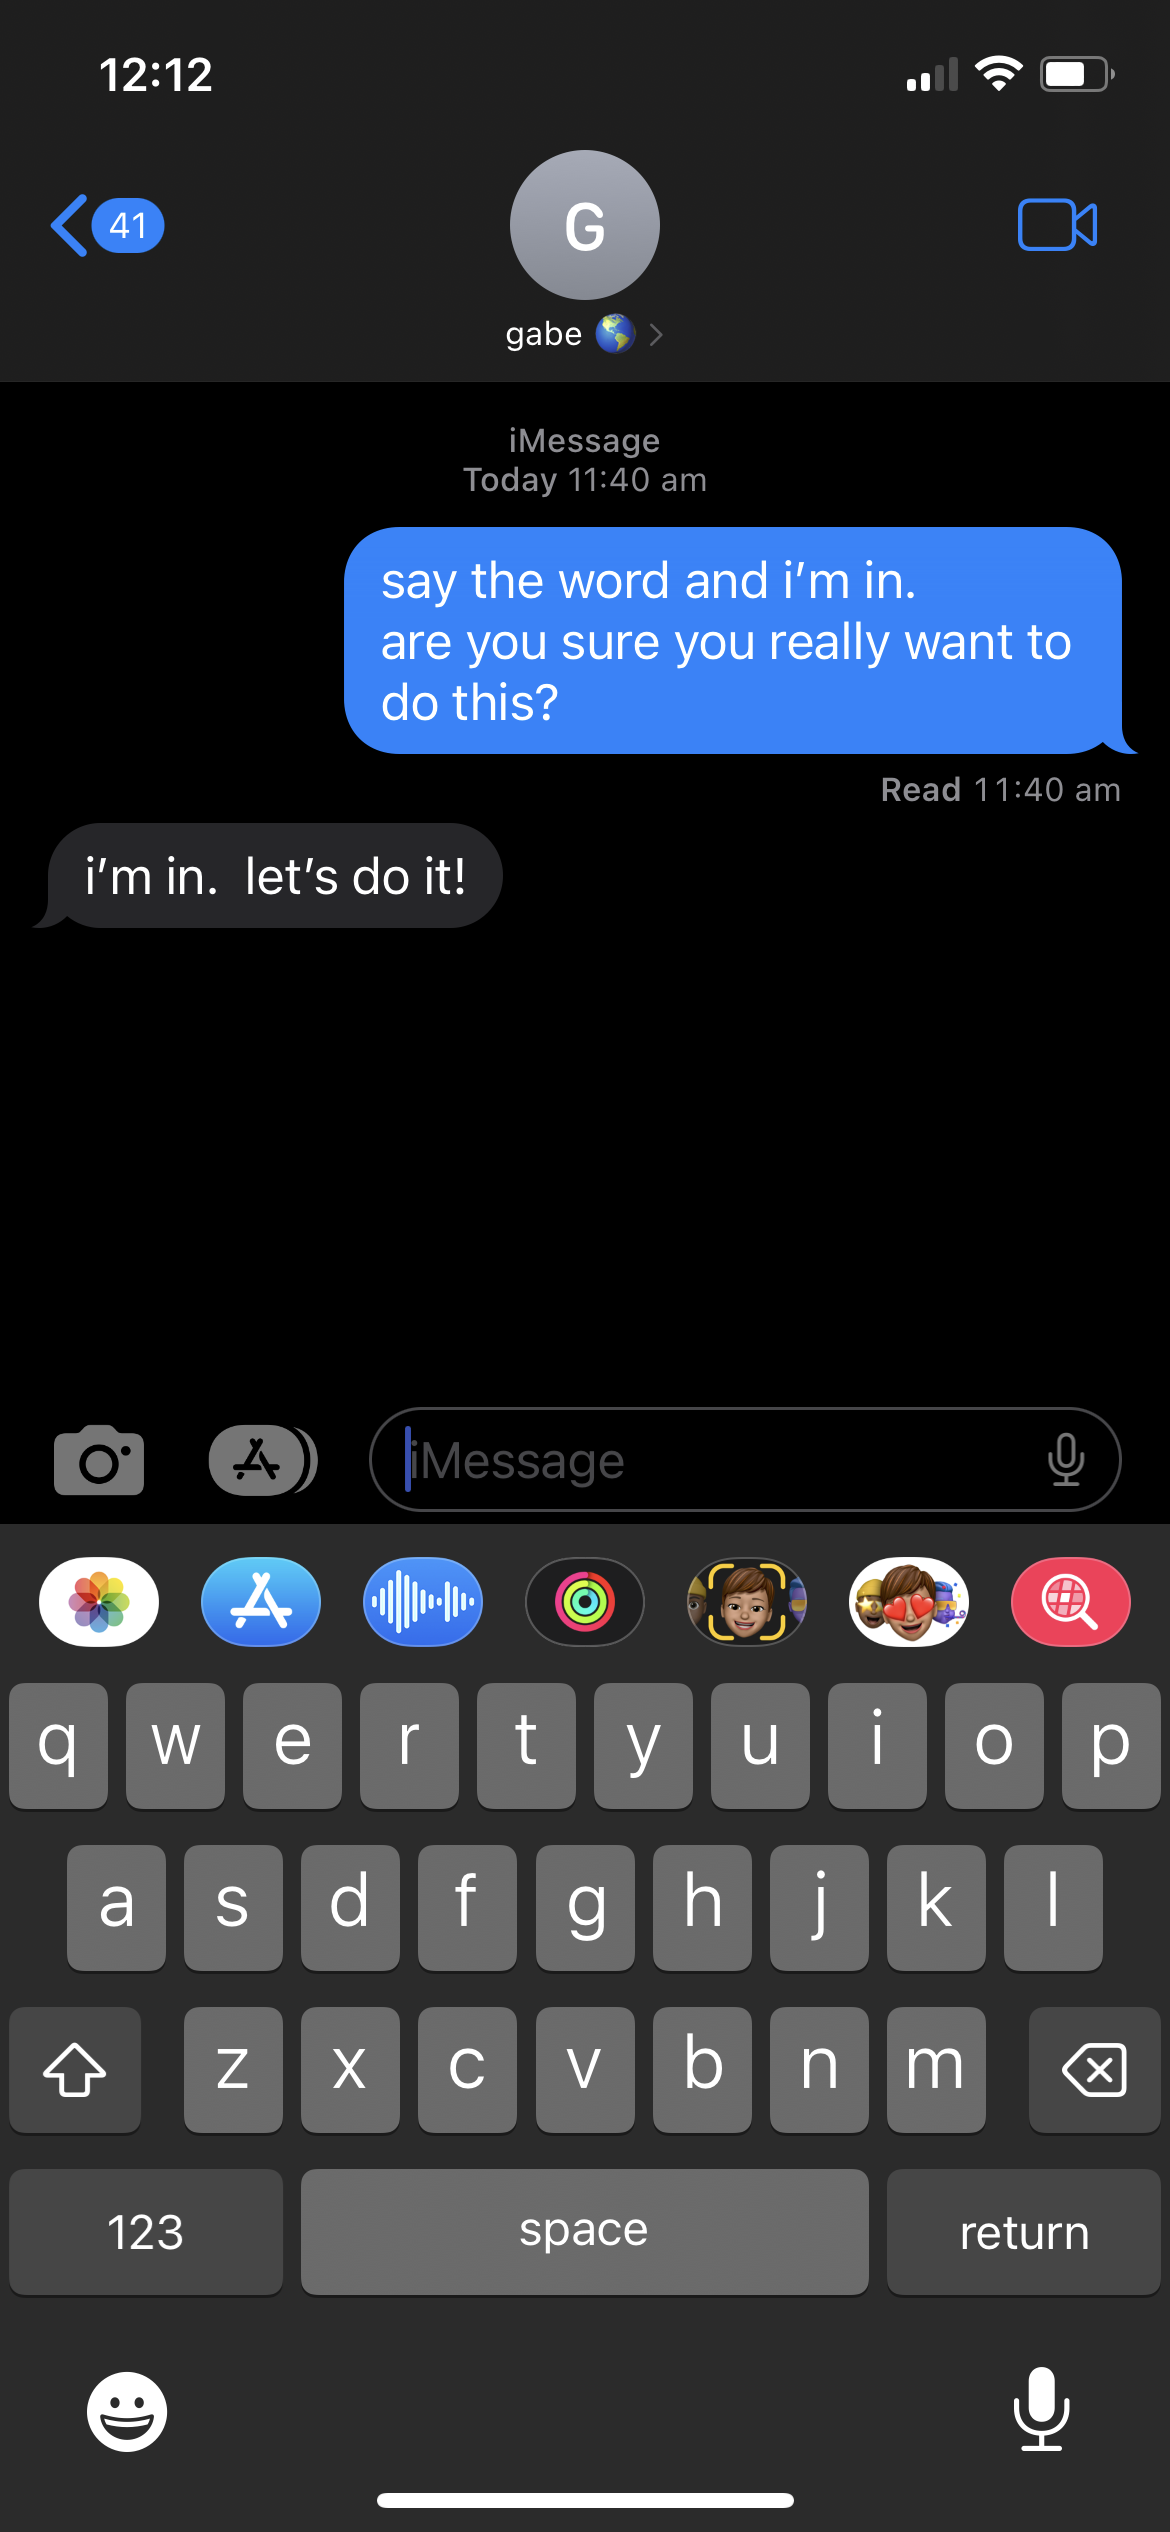 12:12
41
G
gabe 🌎
iMessage
Today 11:40 am
say the word and i’m in.
are you sure you really want to
do this?
Read 11:40 am
i’m in.  let’s do it!
iMessage
q w e r t y u i o p
a s d f g h j k l
z x c v b n m
123 space return